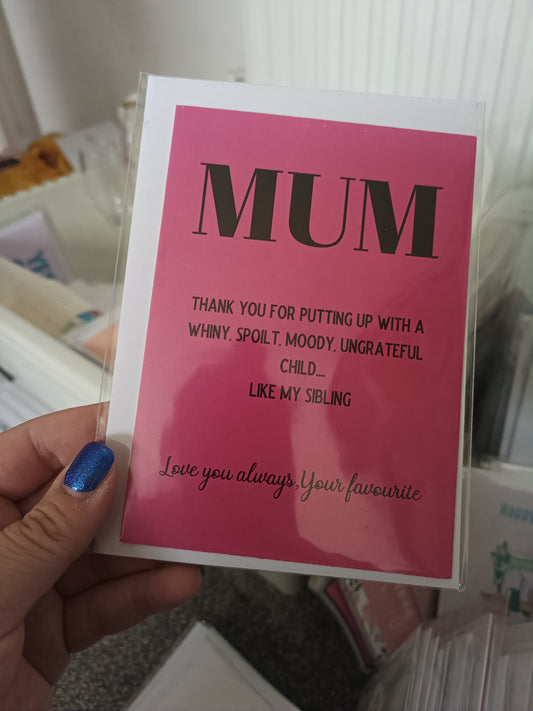 MUM
THANK YOU FOR PUTTING UP WITH A
WHINY, SPOILT, MOODY, UNGRATEFUL
CHILD....
LIKE MY SIBLING
Love you always,Your favourite